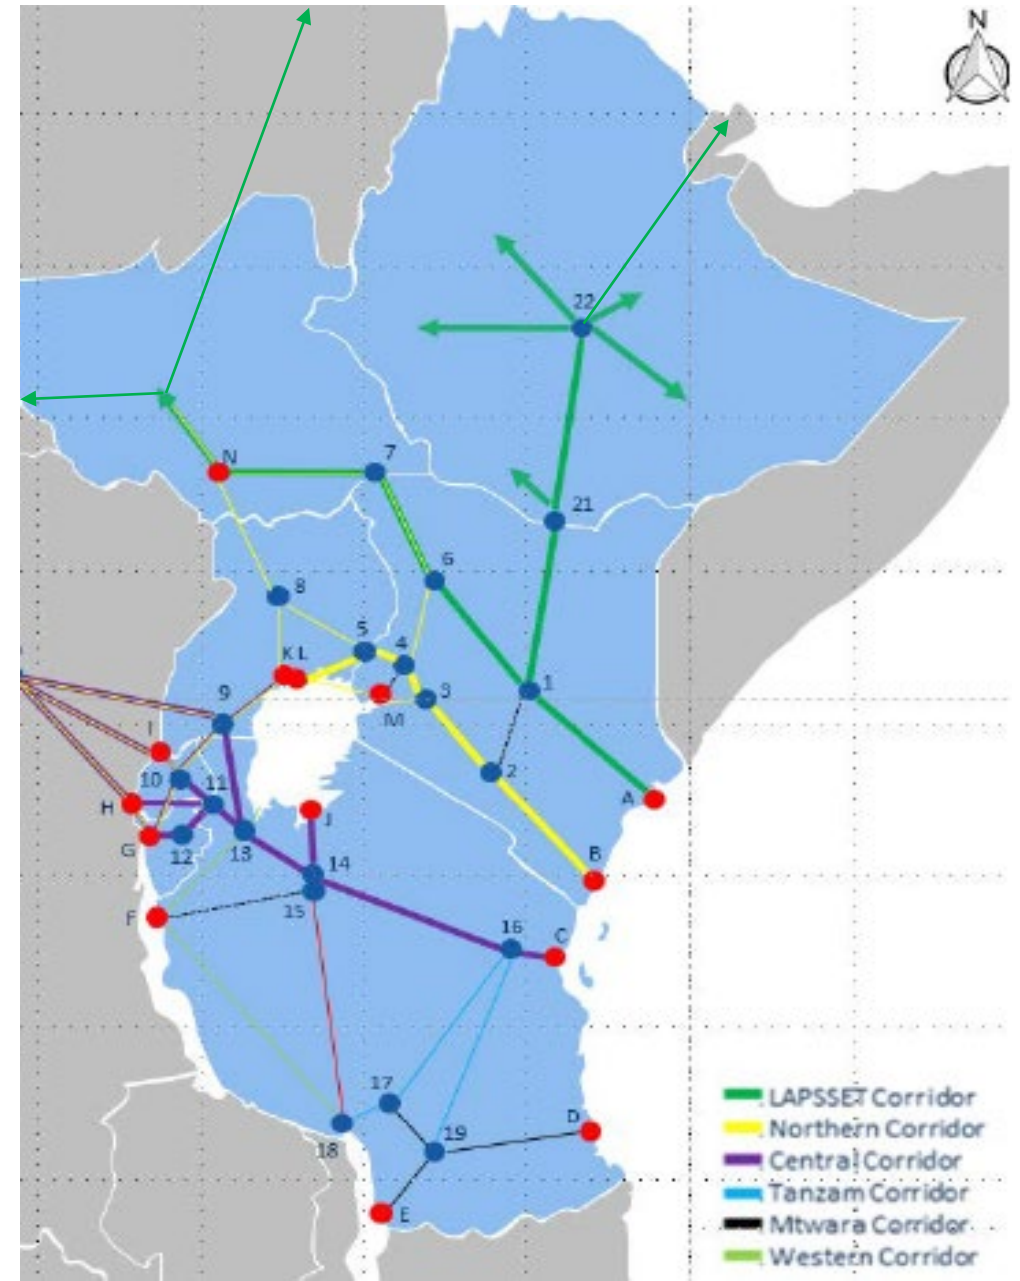 N
22
N
7
21
6
8
5
4
K L
3
1
9
M
I
2
10
11
A
H
J
B
G
12
13
14
F
15
16
C
17
D
18
19
E
LAPSSET Corridor
Northern Corridor
Central Corridor
Tanzam Corridor
Mtwara Corridor
Western Corridor